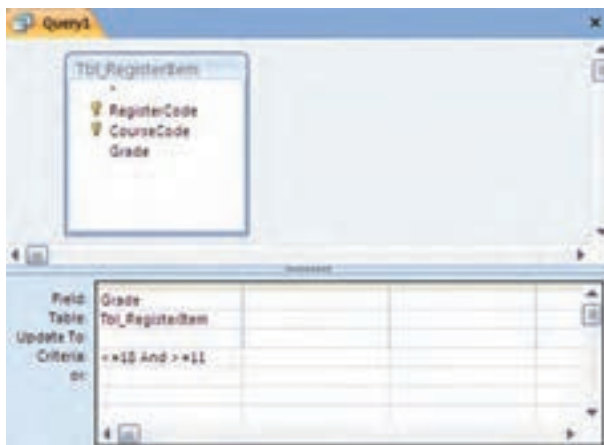 Query1
Tbl_RegisterItem
*
RegisterCode
CourseCode
Grade
Field: Grade
Table: Tbl_RegisterItem
Update To:
Criteria: <=18 And >=11
or: